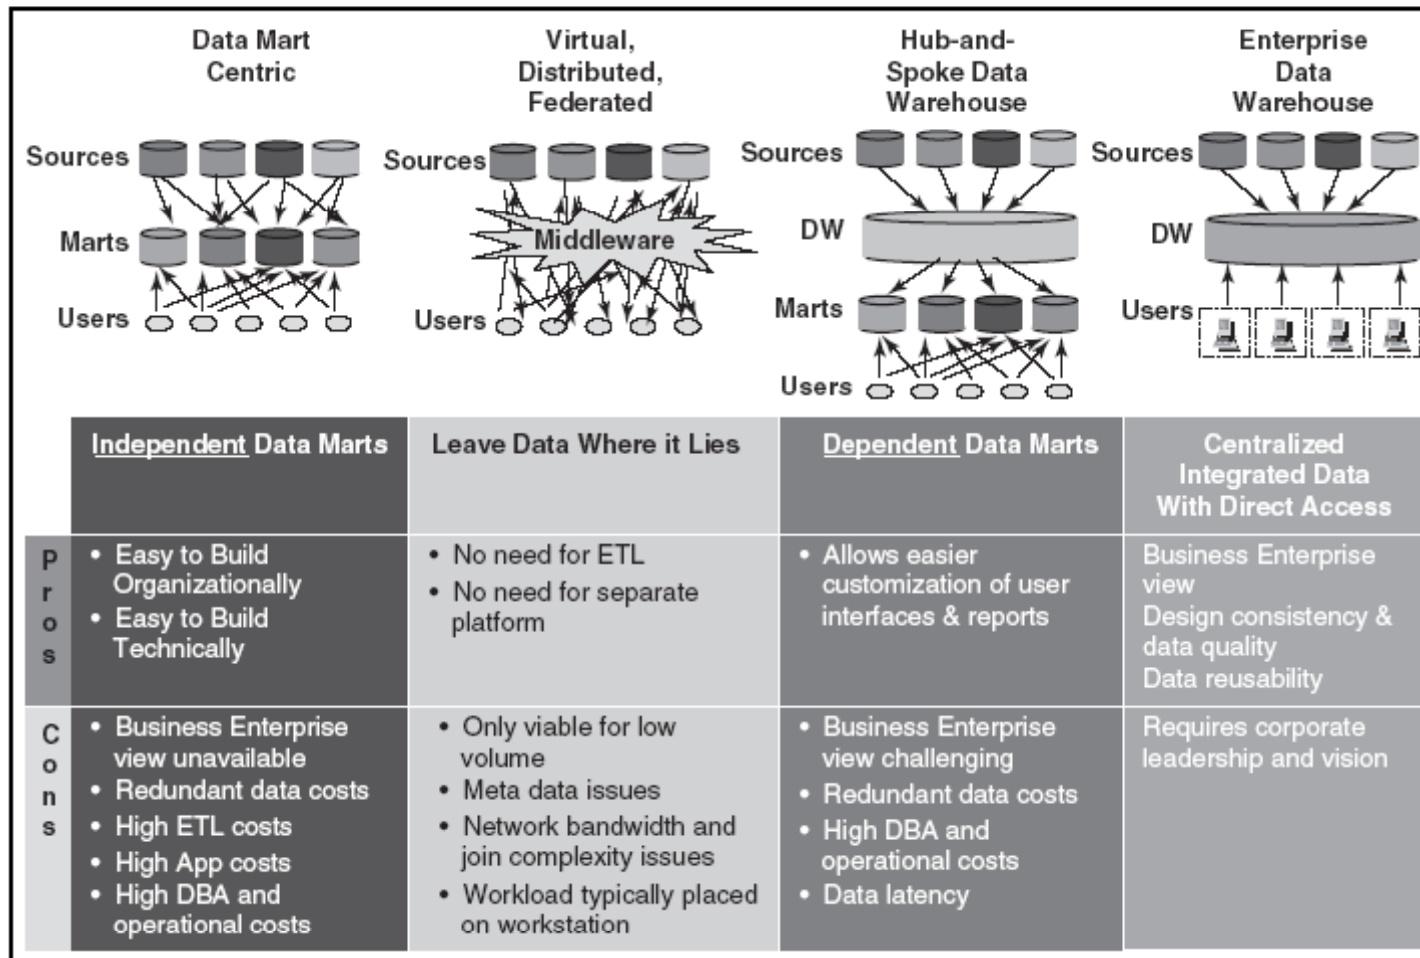 Data Mart
Centric
Sources
Marts
Users
Virtual,
Distributed,
Federated
Sources
Middleware
Users
Hub-and-
Spoke Data
Warehouse
Sources
DW
Marts
Users
Enterprise
Data
Warehouse
Sources
DW
Users
Independent Data Marts
Leave Data Where it Lies
Dependent Data Marts
Centralized
Integrated Data
With Direct Access
Pros
• Easy to Build
Organizationally
• Easy to Build
Technically
• No need for ETL
• No need for separate
platform
• Allows easier
customization of user
interfaces & reports
Business Enterprise
view
Design consistency &
data quality
Data reusability
Cons
• Business Enterprise
view unavailable
• Redundant data costs
• High ETL costs
• High App costs
• High DBA and
operational costs
• Only viable for low
volume
• Meta data issues
• Network bandwidth and
join complexity issues
• Workload typically placed
on workstation
• Business Enterprise
view challenging
• Redundant data costs
• High DBA and
operational costs
• Data latency
Requires corporate
leadership and vision